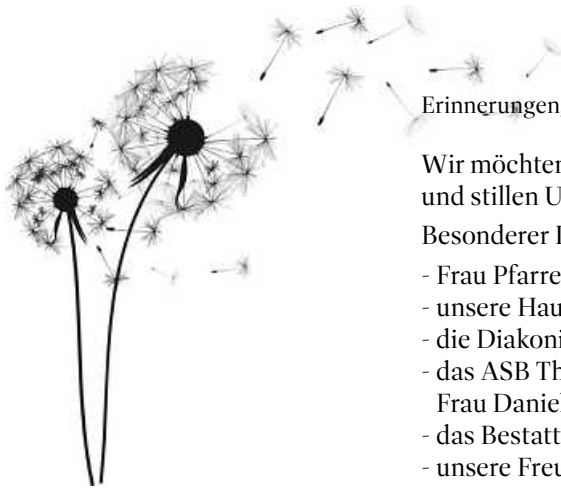 Erinnerungen,
Wir möchten
und stillen U
Besonderer D
- Frau Pfarre
- unsere Hau
- die Diakoni
- das ASB Th
Frau Daniel
- das Bestatt
- unsere Freu